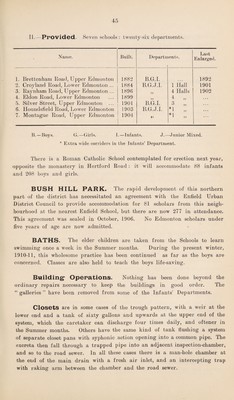 45
II.—Provided. Seven schools: twenty-six departments.
Name. Built. Departments. Last Enlarged.
1. Brettenham Road, Upper Edmonton 1882 B.G.I. 1892
2. Croyland Road, Lower Edmonton... 1884 B.G.J.I. 1 Hall 1901
3. Raynham Road, Upper Edmonton... 1896 „ 4 Halls 1902
4. Eldon Road, Lower Edmonton 1899 „ 4 „ ...
5. Silver Street, Upper Edmonton ... 1901 B.G.I. 3 „ ...
6. Houndsfield Road, Lower Edmonton 1903 B.G.J.I. *1 „ ...
7. Montagne Road, Upper Edmonton 1904 „ *1 „ ...
B.—Boys. G.—Girls. I.—Infants. J.—Junior Mixed.
* Extra wide corridors in the Infants' Department.
There is a Roman Catholic School contemplated for erection next year,
opposite the monastery in Hertford Road: it will accommodate 88 infants
and 208 boys and girls.
BUSH HILL PARK. The rapid development of this northern
part of the district has necessitated an agreement with the Enfield Urban
District Council to provide accommodation for 81 scholars from this neigh-
bourhood at the nearest Enfield School, but there are now 277 in attendance.
This agreement was sealed in October, 1906. No Edmonton scholars under
five years of age are now admitted.
BATHS. The older children are taken from the Schools to learn
swimming once a week in the Summer months. During the present winter,
1910-11, this wholesome practice has been continued as far as the boys are
concerned. Classes are also held to teach the boys life-saving.
Building Operations. Nothing has been done beyond the
ordinary repairs necessary to keep the buildings in good order. The
"galleries" have been removed from some of the Infants' Departments.
Closets are in some cases of the trough pattern, with a weir at the
lower end and a tank of sixty gallons and upwards at the upper end of the
system, which the caretaker can discharge four times daily, and oftener in
the Summer months. Others have the same kind of tank flushing a system
of separate closet pans with syphonic action opening into a common pipe. The
excreta then fall through a trapped pipe into an adjacent inspection-chamber,
and so to the road sewer. In all these cases there is a man-hole chamber at
the end of the main drain with a fresh air inlet, and an intercepting trap
with raking arm between the chamber and the road sewer.